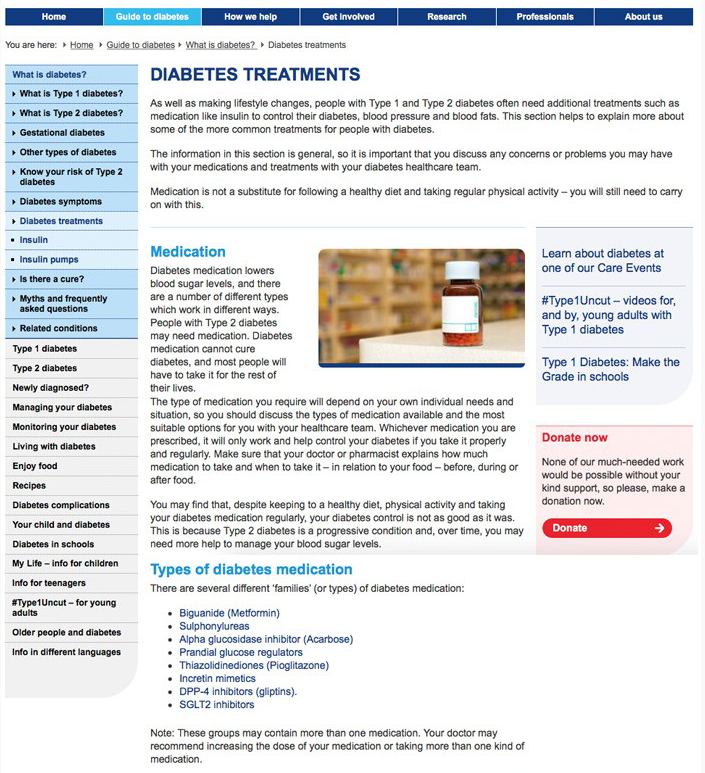 Home
Guide to diabetes
How we help
Get involved
Research
Professionals
About us
You are here: Home Guide to diabetes What is diabetes? Diabetes treatments
What is diabetes?
What is Type 1 diabetes?
What is Type 2 diabetes?
Gestational diabetes
Other types of diabetes
Know your risk of Type 2
diabetes
Diabetes symptoms
Diabetes treatments
Insulin
Insulin pumps
Is there a cure?
Myths and frequently
asked questions
Related conditions
Type 1 diabetes
Type 2 diabetes
Newly diagnosed?
Managing your diabetes
Monitoring your diabetes
Living with diabetes
Enjoy food
Recipes
Diabetes complications
Your child and diabetes
Diabetes in schools
My Life – info for children
Info for teenagers
#Type1Uncut – for young
adults
Older people and diabetes
Info in different languages
DIABETES TREATMENTS
As well as making lifestyle changes, people with Type 1 and Type 2 diabetes often need additional treatments such as
medication like insulin to control their diabetes, blood pressure and blood fats. This section helps to explain more about
some of the more common treatments for people with diabetes.
The information in this section is general, so it is important that you discuss any concerns or problems you may have
with your medications and treatments with your diabetes healthcare team.
Medication is not a substitute for following a healthy diet and taking regular physical activity – you will still need to carry
on with this.
Medication
Diabetes medication lowers
blood sugar levels, and there
are a number of different types
which work in different ways.
People with Type 2 diabetes
may need medication. Diabetes
medication cannot cure
diabetes, and most people will
have to take it for the rest of
their lives.
The type of medication you require will depend on your own individual needs and
situation, so you should discuss the types of medication available and the most
suitable options for you with your healthcare team. Whichever medication you are
prescribed, it will only work and help control your diabetes if you take it properly
and regularly. Make sure that your doctor or pharmacist explains how much
medication to take and when to take it – in relation to your food – before, during or
after food.
You may find that, despite keeping to a healthy diet, physical activity and taking
your diabetes medication regularly, your diabetes control is not as good as it was.
This is because Type 2 diabetes is a progressive condition and, over time, you may
need more help to manage your blood sugar levels.
Types of diabetes medication
There are several different 'families' (or types) of diabetes medication:
Biguanide (Metformin)
Sulphonylureas
Alpha glucosidase inhibitor (Acarbose)
Prandial glucose regulators
Thiazolidinediones (Pioglitazone)
Incretin mimetics
DPP-4 inhibitors (gliptins).
SGLT2 inhibitors
Note: These groups may contain more than one medication. Your doctor may
recommend increasing the dose of your medication or taking more than one kind of
medication.
Learn about diabetes at
one of our Care Events
#Type1Uncut – videos for,
and by, young adults with
Type 1 diabetes
Type 1 Diabetes: Make the
Grade in schools
Donate now
None of our much-needed work
would be possible without your
kind support, so please, make a
donation now.
Donate